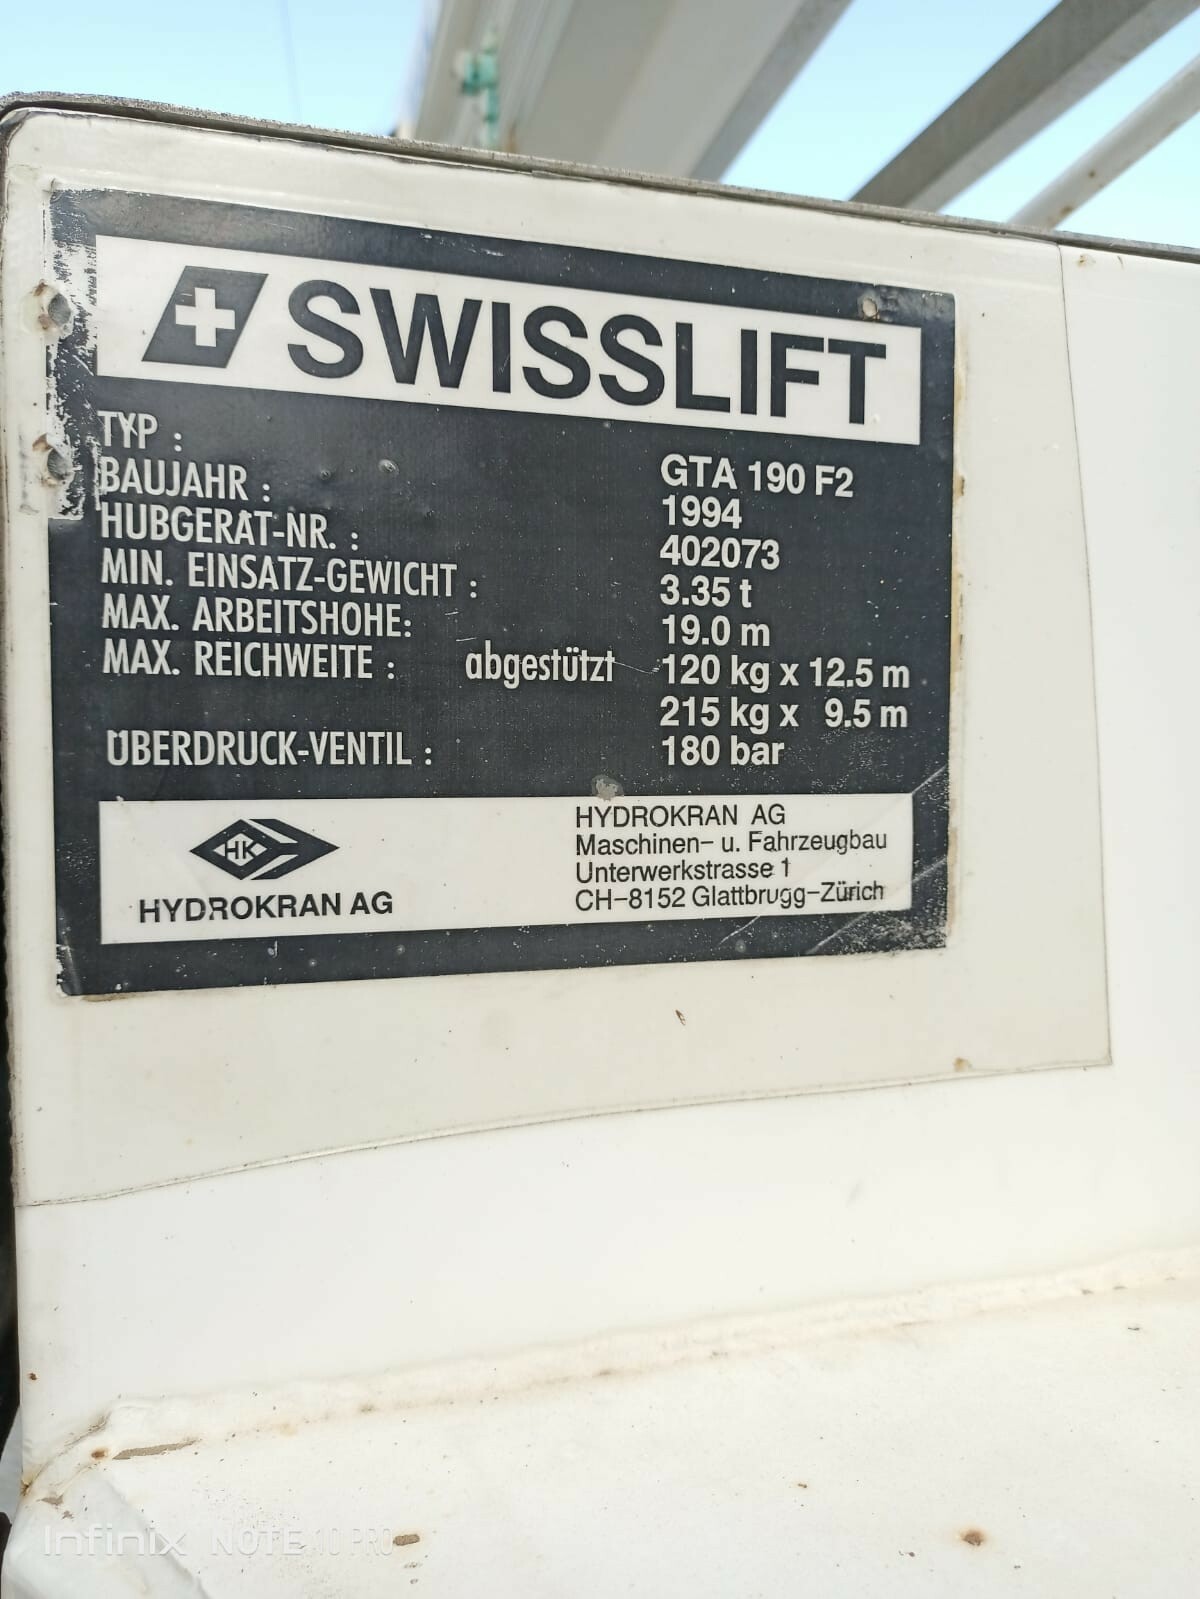 SWISSLIFT
TYP : GTA 190 F2
BAUJAHR : 1994
HUBGERÄT-NR. : 402073
MIN. EINSATZ-GEWICHT : 3.35 t
MAX. ARBEITSHÖHE: 19.0 m
MAX. REICHWEITE : abgestützt 120 kg x 12.5 m
215 kg x 9.5 m
ÜBERDRUCK-VENTIL : 180 bar
HK
HYDROKRAN AG
HYDROKRAN AG
Maschinen- u. Fahrzeugbau
Unterwerkstrasse 1
CH-8152 Glattbrugg-Zürich
Infinix NOTE 10 PRO